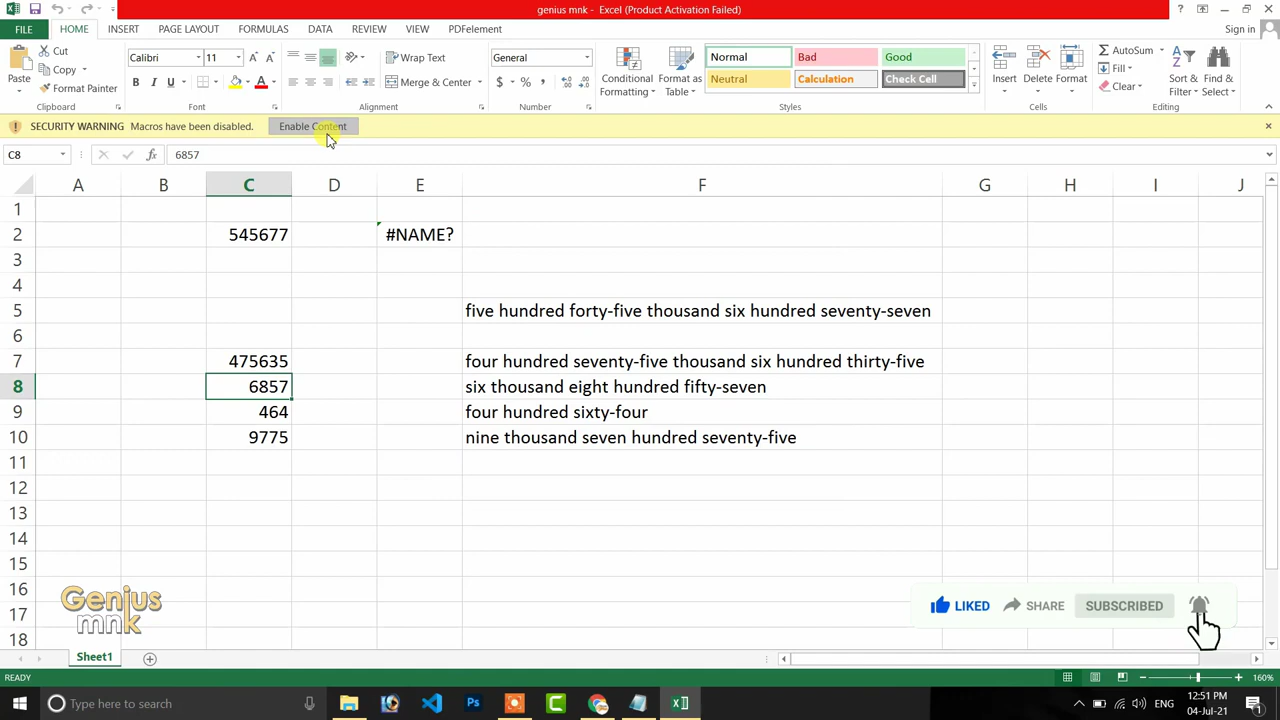 genius mnk - Excel (Product Activation Failed)
FILE HOME INSERT PAGE LAYOUT FORMULAS DATA REVIEW VIEW PDFelement Sign in
Paste
Cut
Copy
Format Painter
Clipboard
Calibri 11
B I U
Font
Wrap Text
Merge & Center
Alignment
General
$ % ,
Number
Conditional Formatting
Format as Table
Normal Bad Good
Neutral Calculation Check Cell
Styles
Insert Delete Format
Cells
AutoSum
Fill
Clear
Sort & Filter
Find & Select
Editing
SECURITY WARNING Macros have been disabled. Enable Content
C8 fx 6857
A B C D E F G H I J
1
2 545677 #NAME?
3
4
5 five hundred forty-five thousand six hundred seventy-seven
6
7 475635 four hundred seventy-five thousand six hundred thirty-five
8 6857 six thousand eight hundred fifty-seven
9 464 four hundred sixty-four
10 9775 nine thousand seven hundred seventy-five
11
12
13
14
15
16
17
18
Genius
mnk
LIKED SHARE SUBSCRIBED
Sheet1
READY 160%
Type here to search
12:51 PM
04-Jul-21